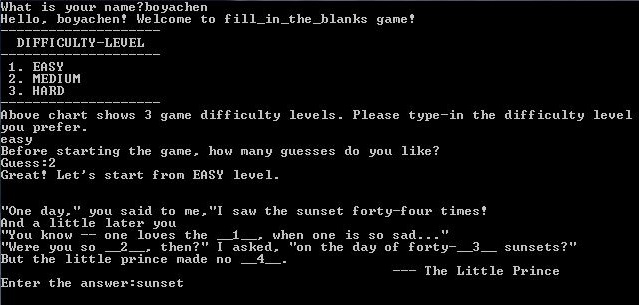 What is your name?boyachen
Hello, boyachen! Welcome to fill_in_the_blanks game!
--------------------
DIFFICULTY-LEVEL
--------------------
1. EASY
2. MEDIUM
3. HARD
--------------------
Above chart shows 3 game difficulty levels. Please type-in the difficulty level
you prefer.
easy
Before starting the game, how many guesses do you like?
Guess:2
Great! Let's start from EASY level.
"One day," you said to me,"I saw the sunset forty-four times!
And a little later you
"You know -- one loves the __1__, when one is so sad..."
"Were you so __2__, then?" I asked, "on the day of forty-__3__ sunsets?"
But the little prince made no __4__.
--- The Little Prince
Enter the answer:sunset